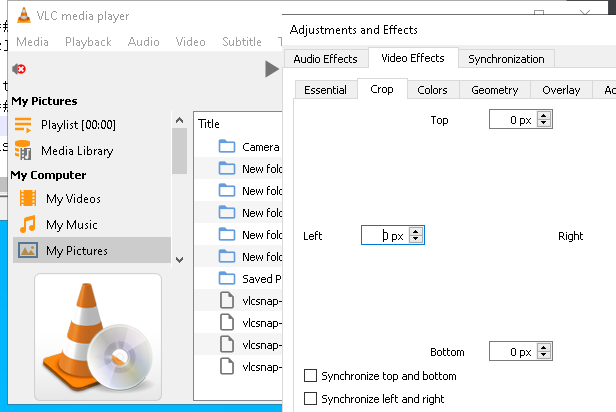 VLC media player
Media Playback Audio Video Subtitle
My Pictures
Playlist [00:00]
Media Library
My Computer
My Videos
My Music
My Pictures
Title
Camera
New fold
New fold
New fold
New fold
New fold
Saved P
vlcsnap-
vlcsnap-
vlcsnap-
vlcsnap-
Adjustments and Effects
Audio Effects Video Effects Synchronization
Essential Crop Colors Geometry Overlay
Top 0 px
Left 0 px Right
Bottom 0 px
Synchronize top and bottom
Synchronize left and right